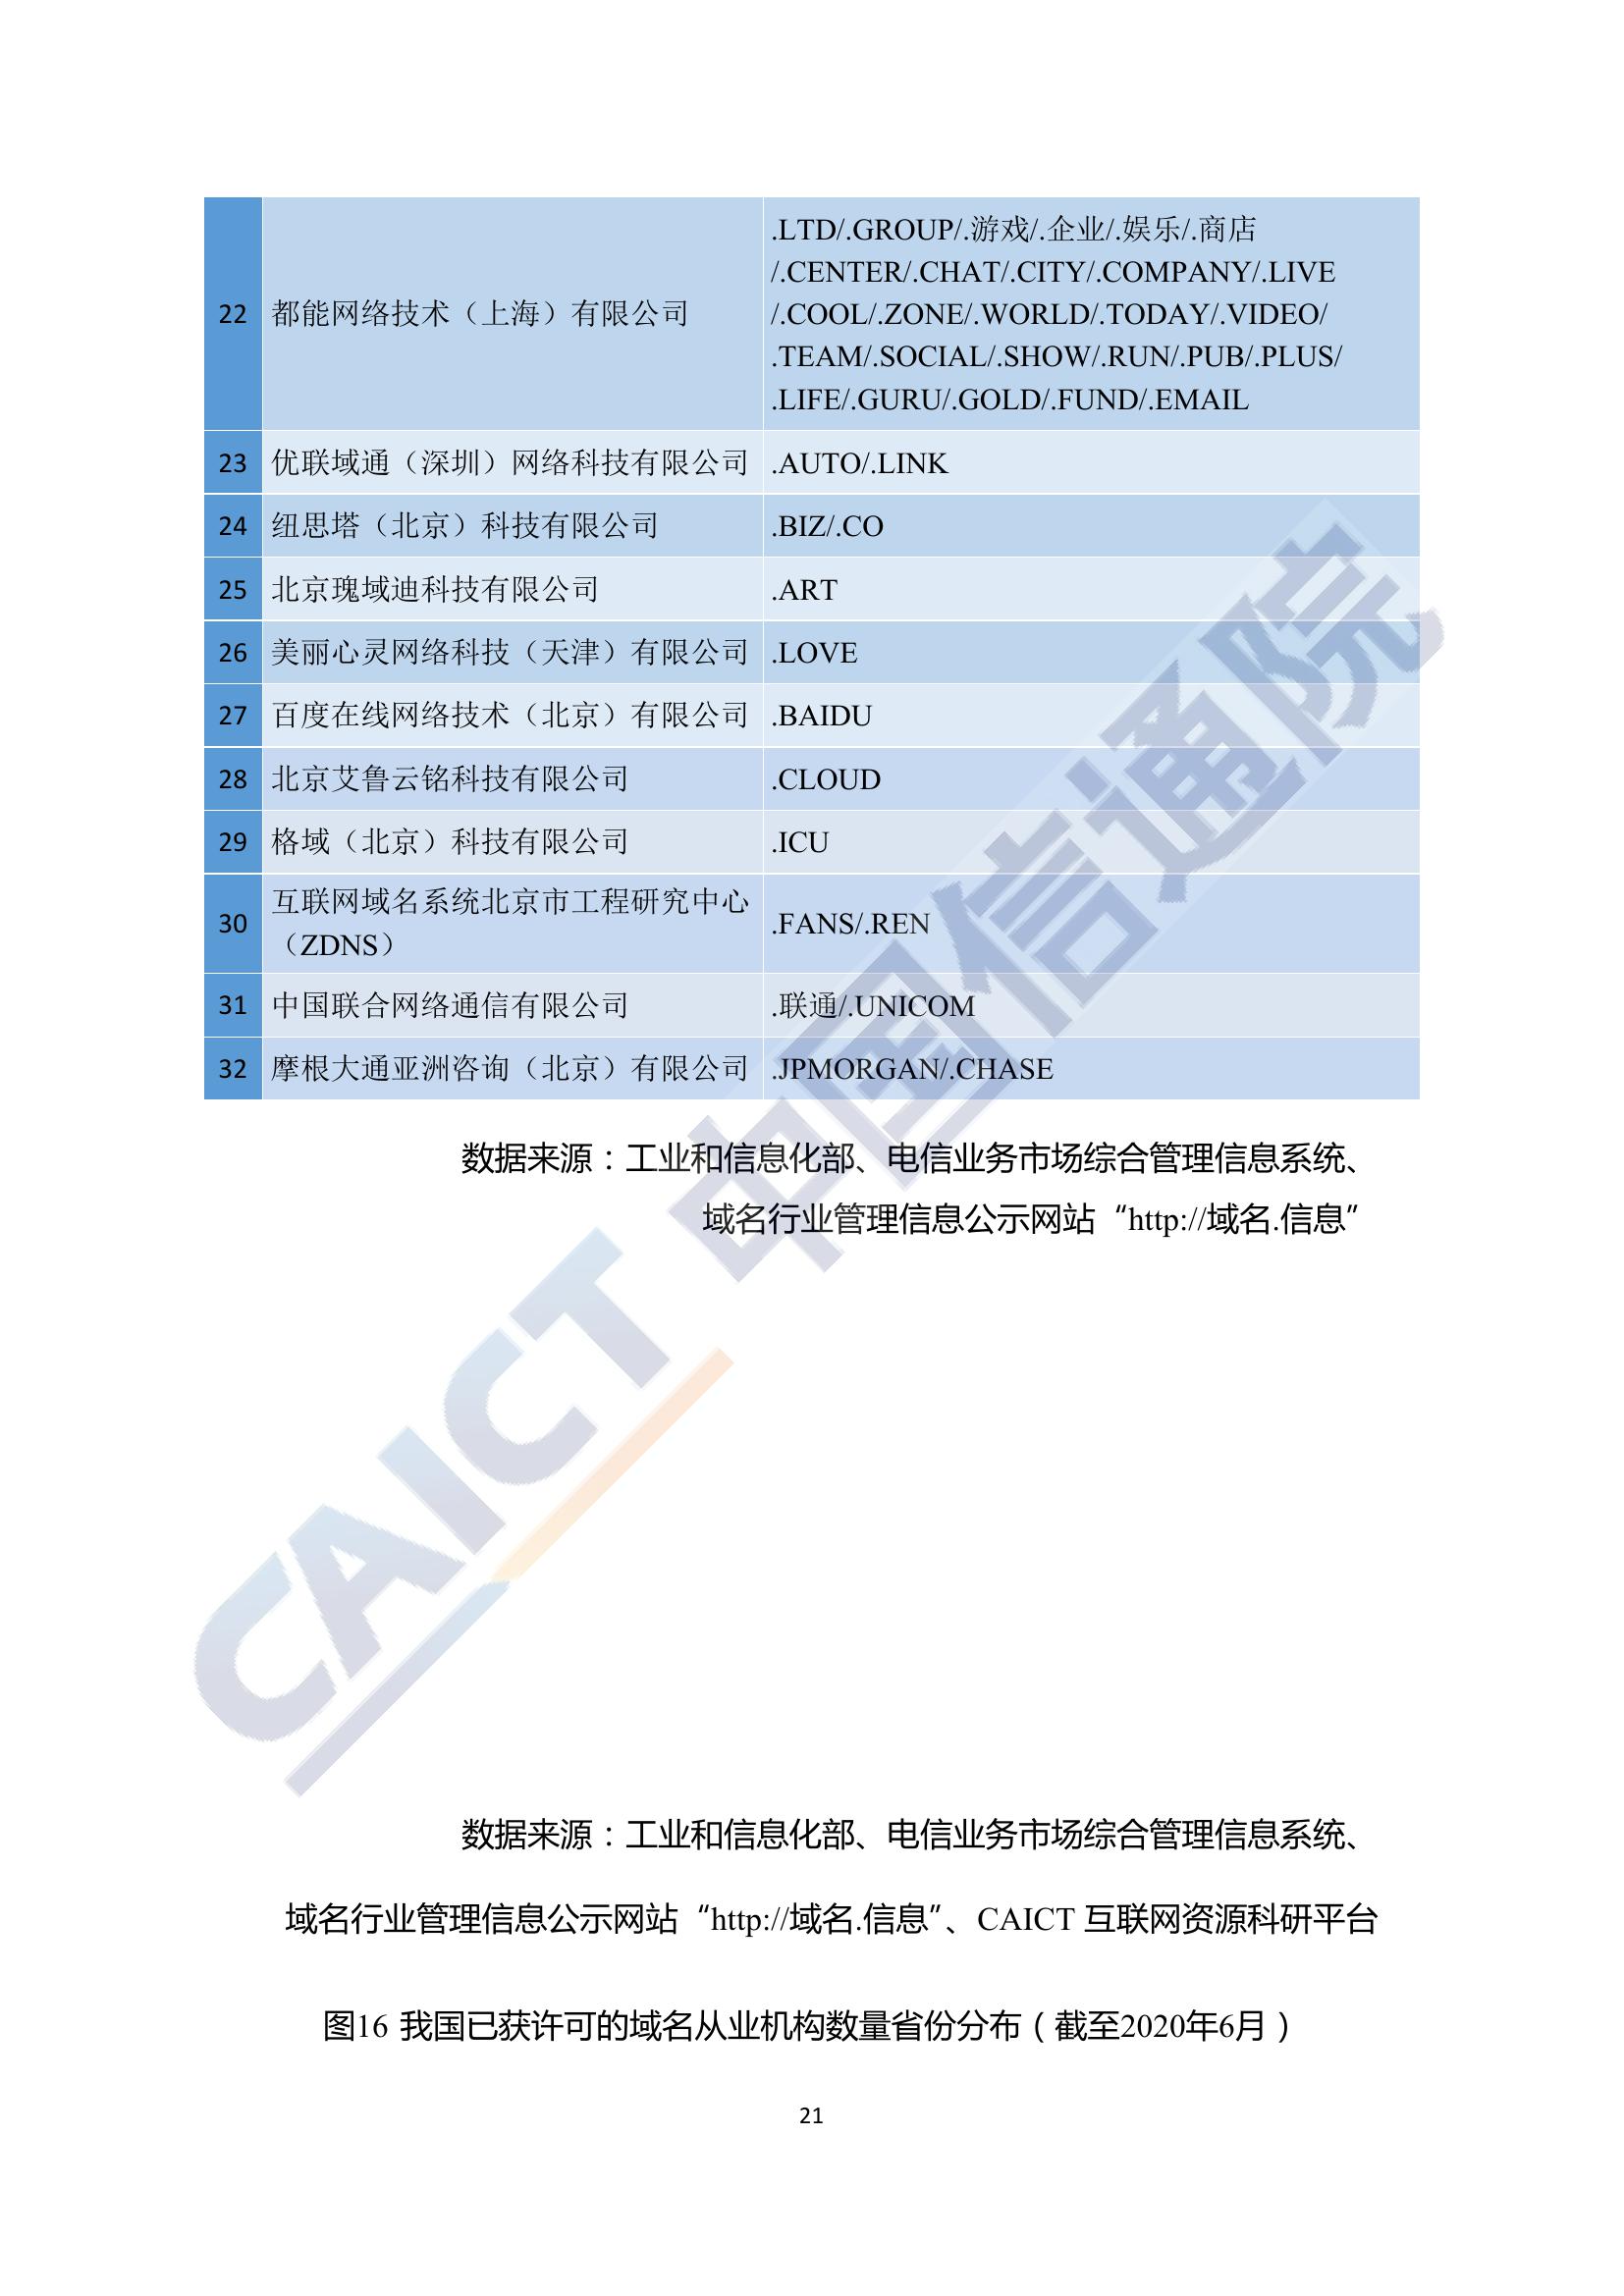 22 都能网络技术（上海）有限公司
.LTD/.GROUP/.游戏/.企业/.娱乐/.商店
/.CENTER/.CHAT/.CITY/.COMPANY/.LIVE
/.COOL/.ZONE/.WORLD/.TODAY/.VIDEO/
.TEAM/.SOCIAL/.SHOW/.RUN/.PUB/.PLUS/
.LIFE/.GURU/.GOLD/.FUND/.EMAIL
23 优联域通（深圳）网络科技有限公司 .AUTO/.LINK
24 纽思塔（北京）科技有限公司 .BIZ/.CO
25 北京瑰域迪科技有限公司 .ART
26 美丽心灵网络科技（天津）有限公司 .LOVE
27 百度在线网络技术（北京）有限公司 .BAIDU
28 北京艾鲁云铭科技有限公司 .CLOUD
29 格域（北京）科技有限公司 .ICU
30 互联网域名系统北京市工程研究中心
（ZDNS） .FANS/.REN
31 中国联合网络通信有限公司 .联通/.UNICOM
32 摩根大通亚洲咨询（北京）有限公司 .JPMORGAN/.CHASE
数据来源：工业和信息化部、电信业务市场综合管理信息系统、
域名行业管理信息公示网站“http://域名.信息”
CAICT 中国信通院
数据来源：工业和信息化部、电信业务市场综合管理信息系统、
域名行业管理信息公示网站“http://域名.信息”、CAICT 互联网资源科研平台
图16 我国已获许可的域名从业机构数量省份分布（截至2020年6月）
21